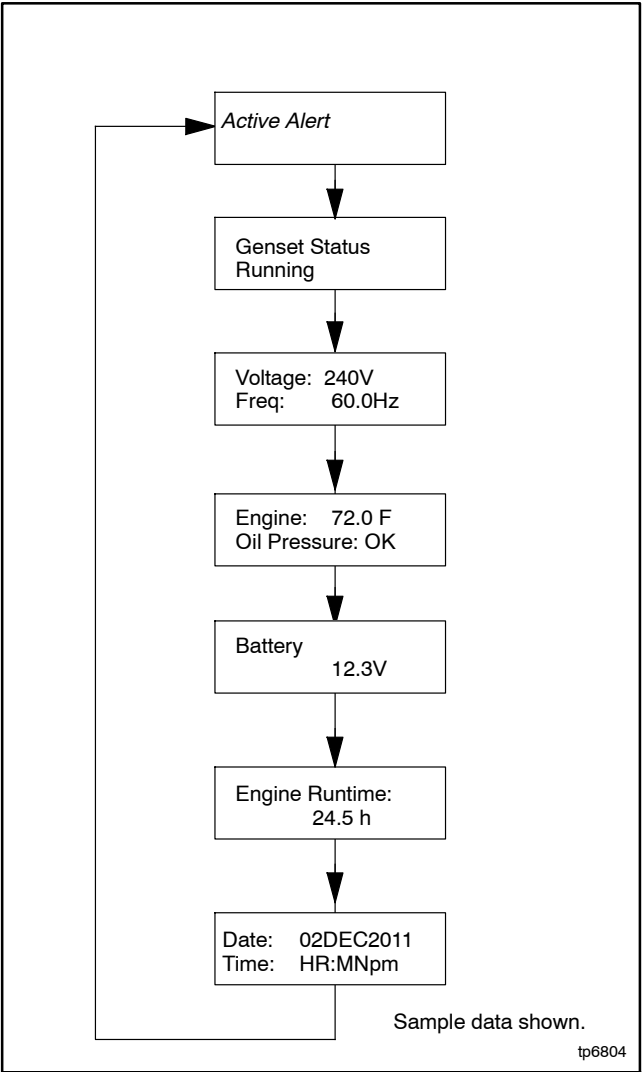 Active Alert
Genset Status
Running
Voltage: 240V
Freq: 60.0Hz
Engine: 72.0 F
Oil Pressure: OK
Battery
12.3V
Engine Runtime:
24.5 h
Date: 02DEC2011
Time: HR:MNpm
Sample data shown.
tp6804